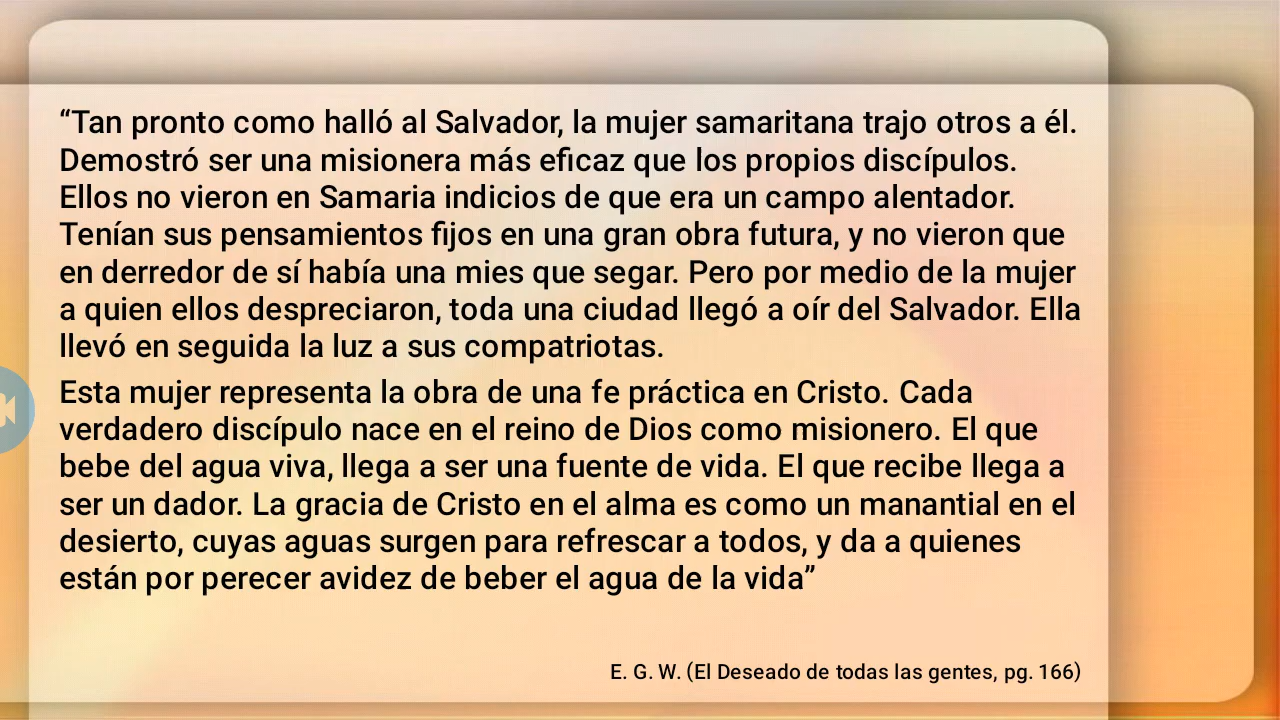 “Tan pronto como halló al Salvador, la mujer samaritana trajo otros a él.
Demostró ser una misionera más eficaz que los propios discípulos.
Ellos no vieron en Samaria indicios de que era un campo alentador.
Tenían sus pensamientos fijos en una gran obra futura, y no vieron que
en derredor de sí había una mies que segar. Pero por medio de la mujer
a quien ellos despreciaron, toda una ciudad llegó a oír del Salvador. Ella
llevó en seguida la luz a sus compatriotas.
Esta mujer representa la obra de una fe práctica en Cristo. Cada
verdadero discípulo nace en el reino de Dios como misionero. El que
bebe del agua viva, llega a ser una fuente de vida. El que recibe llega a
ser un dador. La gracia de Cristo en el alma es como un manantial en el
desierto, cuyas aguas surgen para refrescar a todos, y da a quienes
están por perecer avidez de beber el agua de la vida”
E. G. W. (El Deseado de todas las gentes, pg. 166)